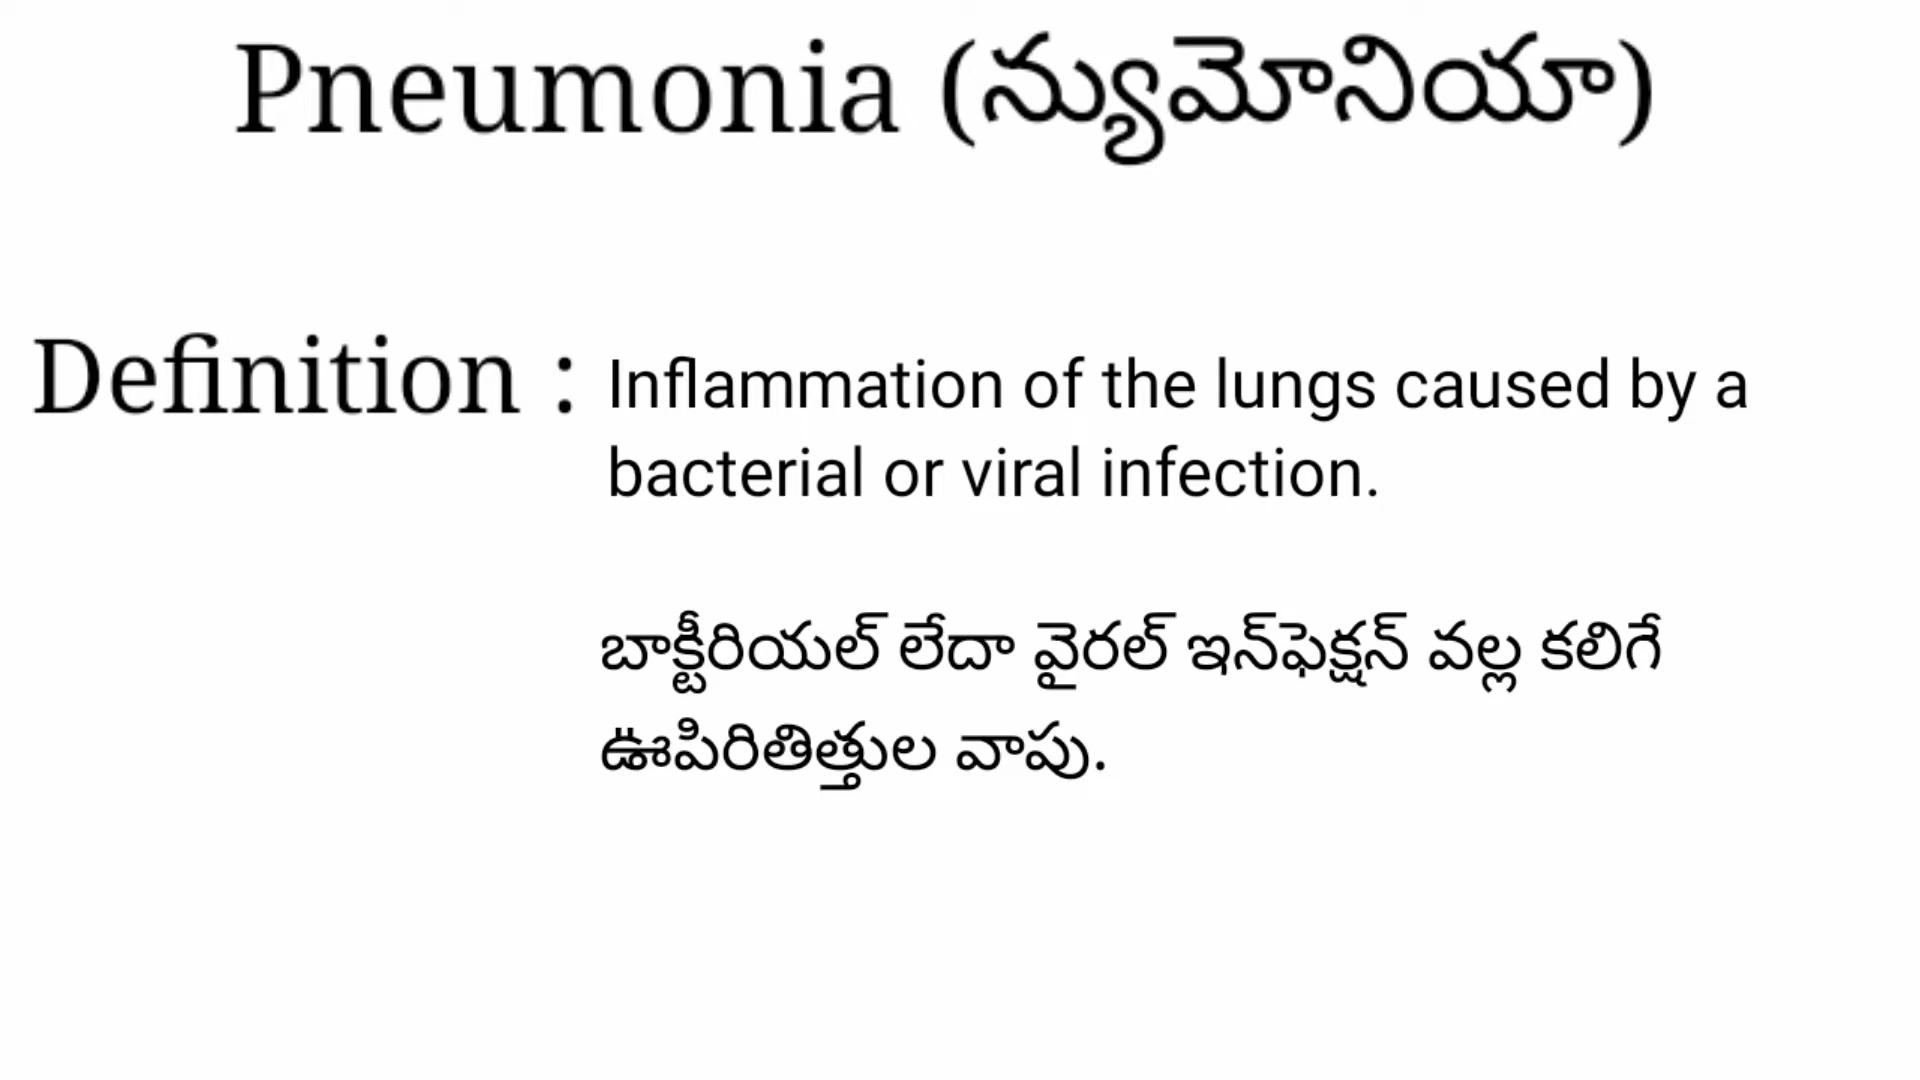 Pneumonia (న్యుమోనియా)
Definition : Inflammation of the lungs caused by a
bacterial or viral infection.
బాక్టీరియల్ లేదా వైరల్ ఇన్‌ఫెక్షన్ వల్ల కలిగే
ఊపిరితిత్తుల వాపు.